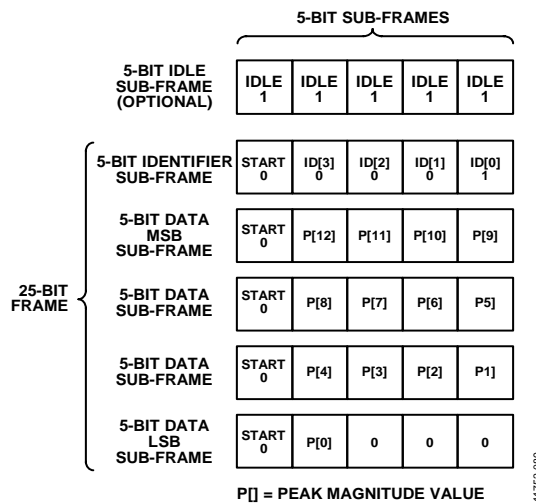 5-BIT SUB-FRAMES
5-BIT IDLE
SUB-FRAME
(OPTIONAL)
IDLE 1 IDLE 1 IDLE 1 IDLE 1 IDLE 1
25-BIT
FRAME
5-BIT IDENTIFIER
SUB-FRAME
START 0 ID[3] 0 ID[2] 0 ID[1] 0 ID[0] 1
5-BIT DATA
MSB
SUB-FRAME
START 0 P[12] P[11] P[10] P[9]
5-BIT DATA
SUB-FRAME
START 0 P[8] P[7] P[6] P5]
5-BIT DATA
SUB-FRAME
START 0 P[4] P[3] P[2] P1]
5-BIT DATA
LSB
SUB-FRAME
START 0 P[0] 0 0 0
P[] = PEAK MAGNITUDE VALUE